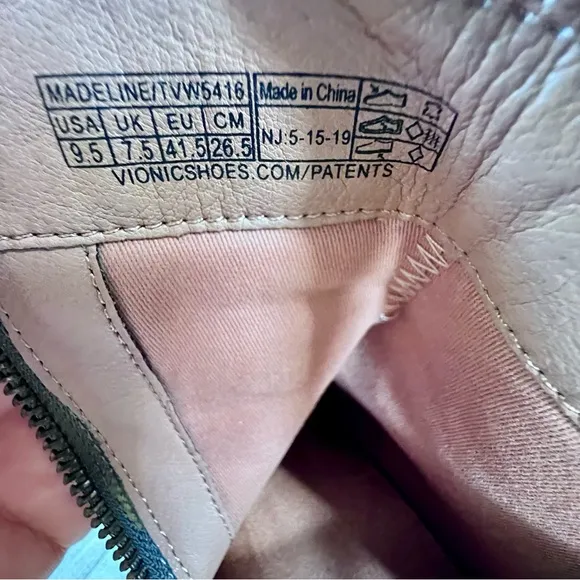 MADELINE/TVW5416 Made in China
USA UK EU CM
9.5 7.5 41.5 26.5 NJ:5-15-19
VIONICSHOES.COM/PATENTS